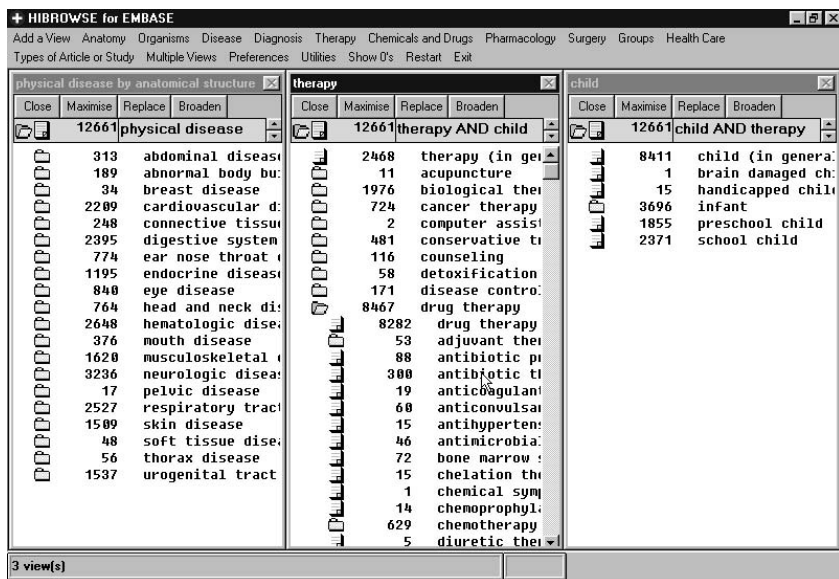 HIBROWSE for EMBASE
Add a View Anatomy Organisms Disease Diagnosis Therapy Chemicals and Drugs Pharmacology Surgery Groups Health Care
Types of Article or Study Multiple Views Preferences Utilities Show 0's Restart Exit
physical disease by anatomical structure
Close Maximise Replace Broaden
12661 physical disease
313 abdominal diseas
189 abnormal body bu
34 breast disease
2209 cardiovascular d
248 connective tissu
2395 digestive system
774 ear nose throat
1195 endocrine diseas
840 eye disease
764 head and neck di
2648 hematologic dise
376 mouth disease
1620 musculoskeletal
3236 neurologic disea
17 pelvic disease
2527 respiratory tract
1509 skin disease
48 soft tissue dise
56 thorax disease
1537 urogenital tract
therapy
Close Maximise Replace Broaden
12661 therapy AND child
2468 therapy (in ge
11 acupuncture
1976 biological the
724 cancer therapy
2 computer assis
481 conservative t
116 counseling
58 detoxification
171 disease contro
8467 drug therapy
8282 drug therapy
53 adjuvant the
88 antibiotic p
300 antibiotic t
19 anticoagulant
60 anticonvulsa
15 antihypertens
46 antimicrobia
72 bone marrow s
15 chelation the
1 chemical sym
14 chemoprophyl
629 chemotherapy
5 diuretic the
child
Close Maximise Replace Broaden
12661 child AND therapy
8411 child (in genera
1 brain damaged ch
15 handicapped chil
3696 infant
1855 preschool child
2371 school child
3 view(s)